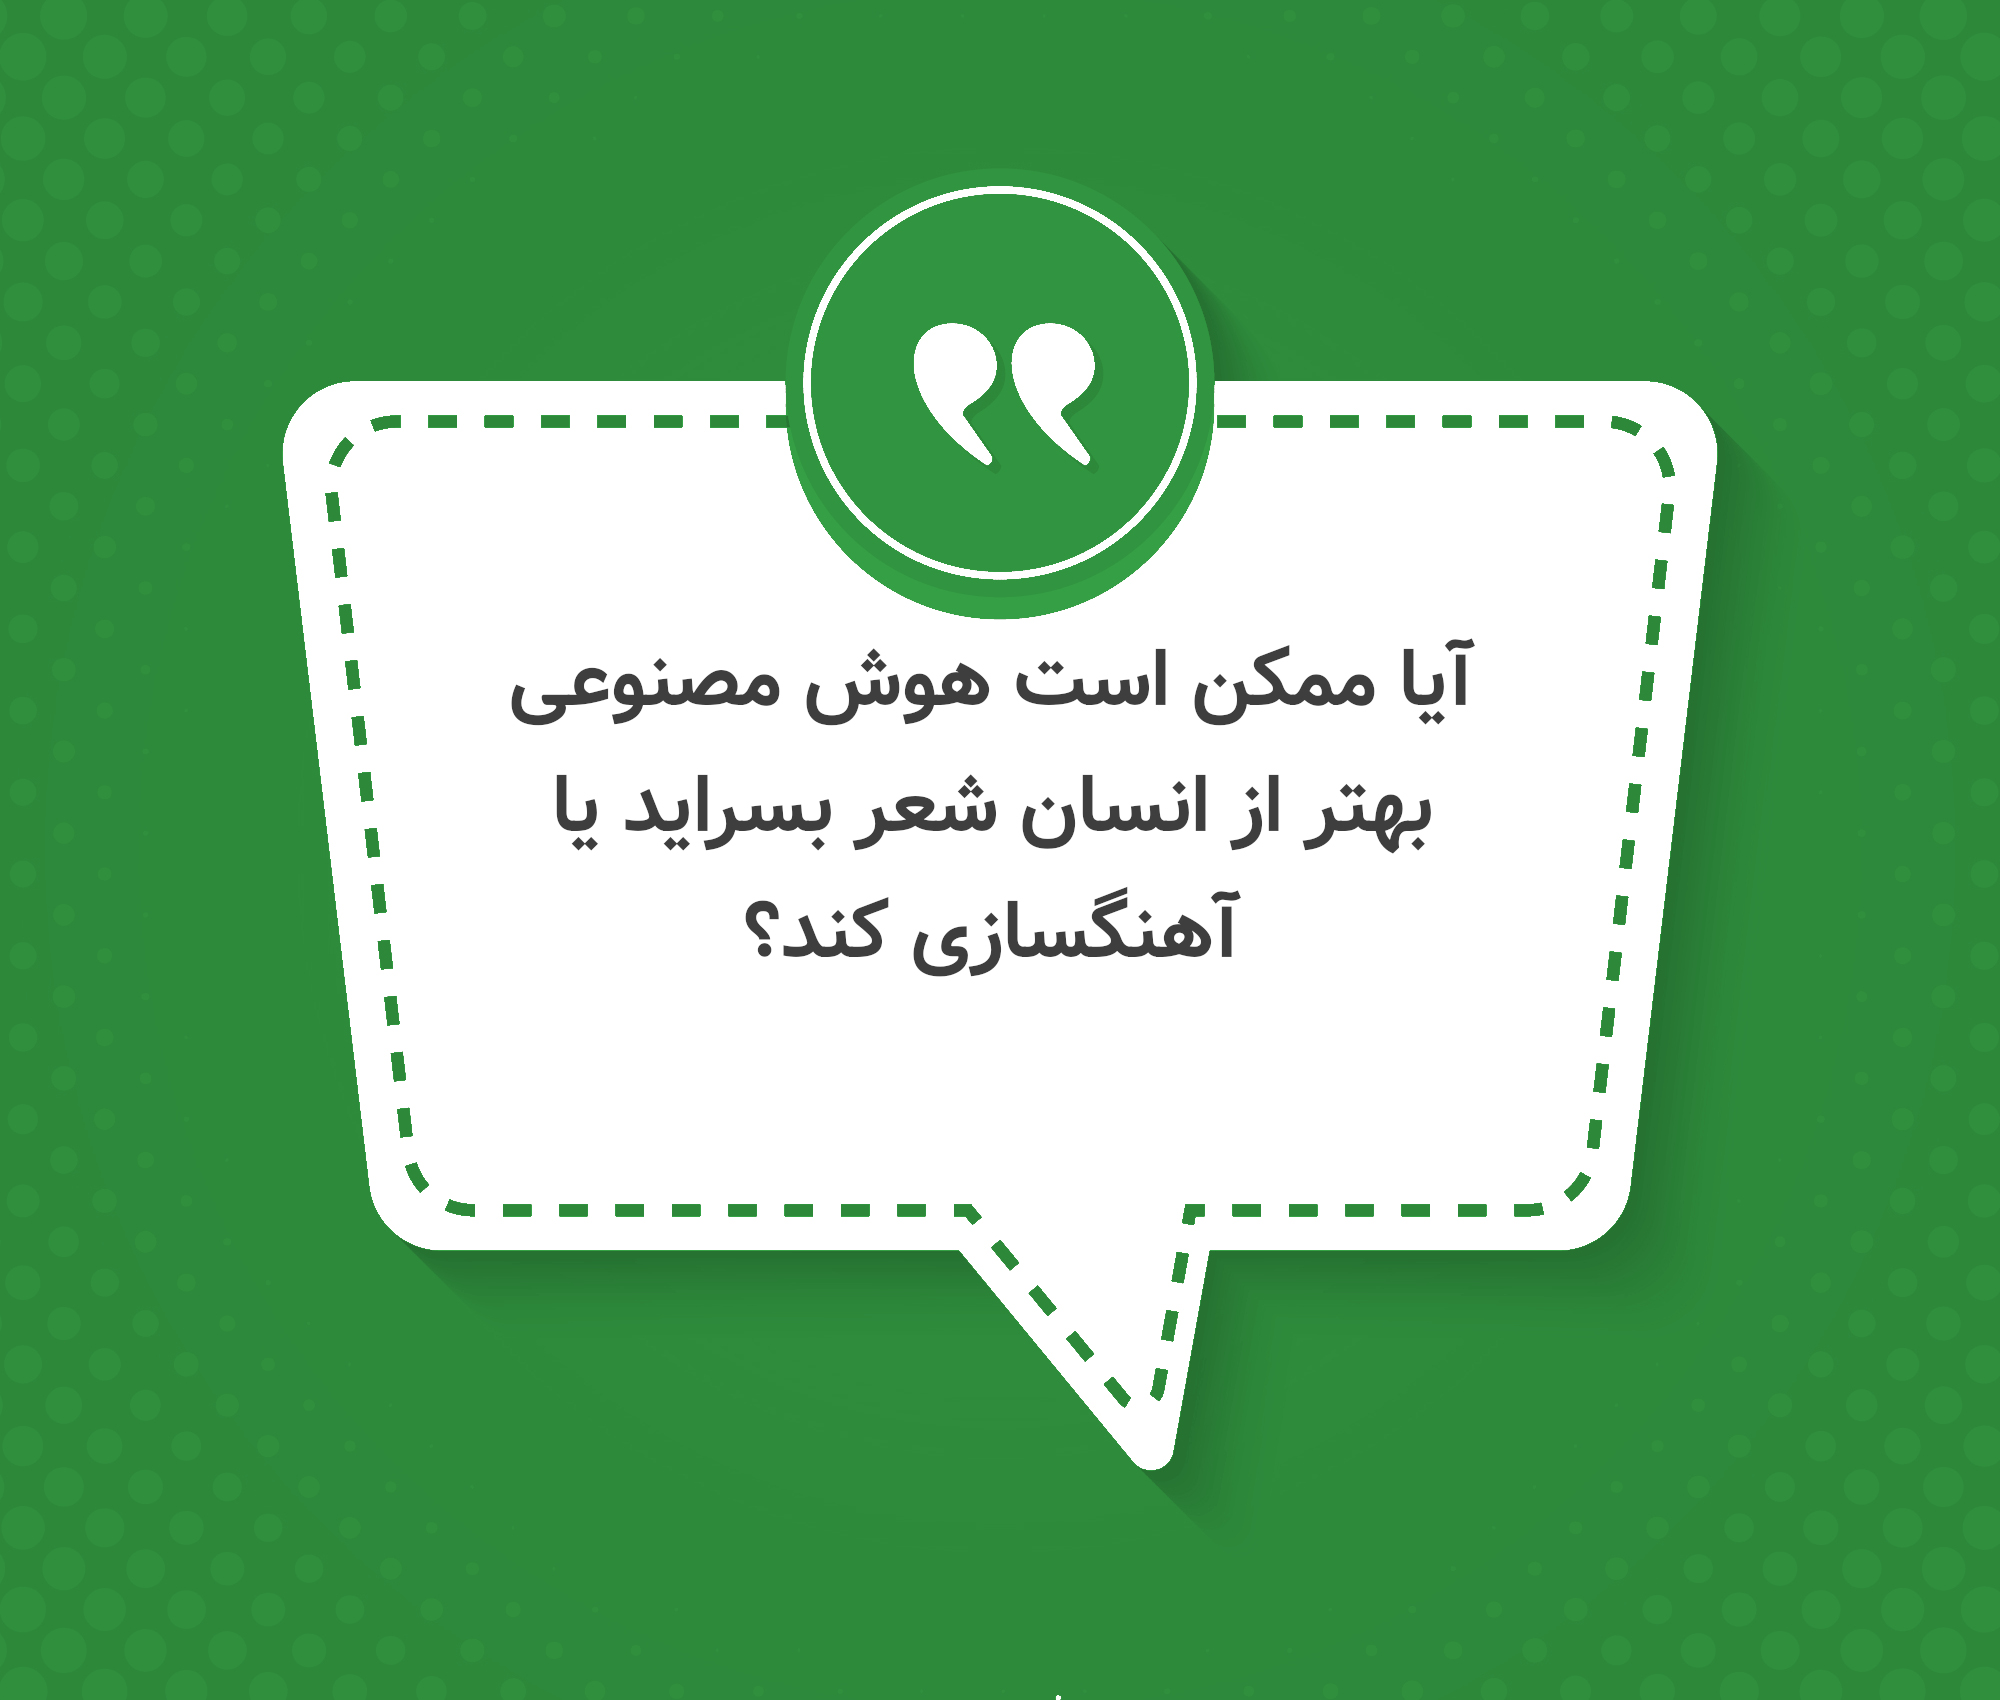 آیا ممکن است هوش مصنوعی
بهتر از انسان شعر بسراید یا
آهنگسازی کند؟